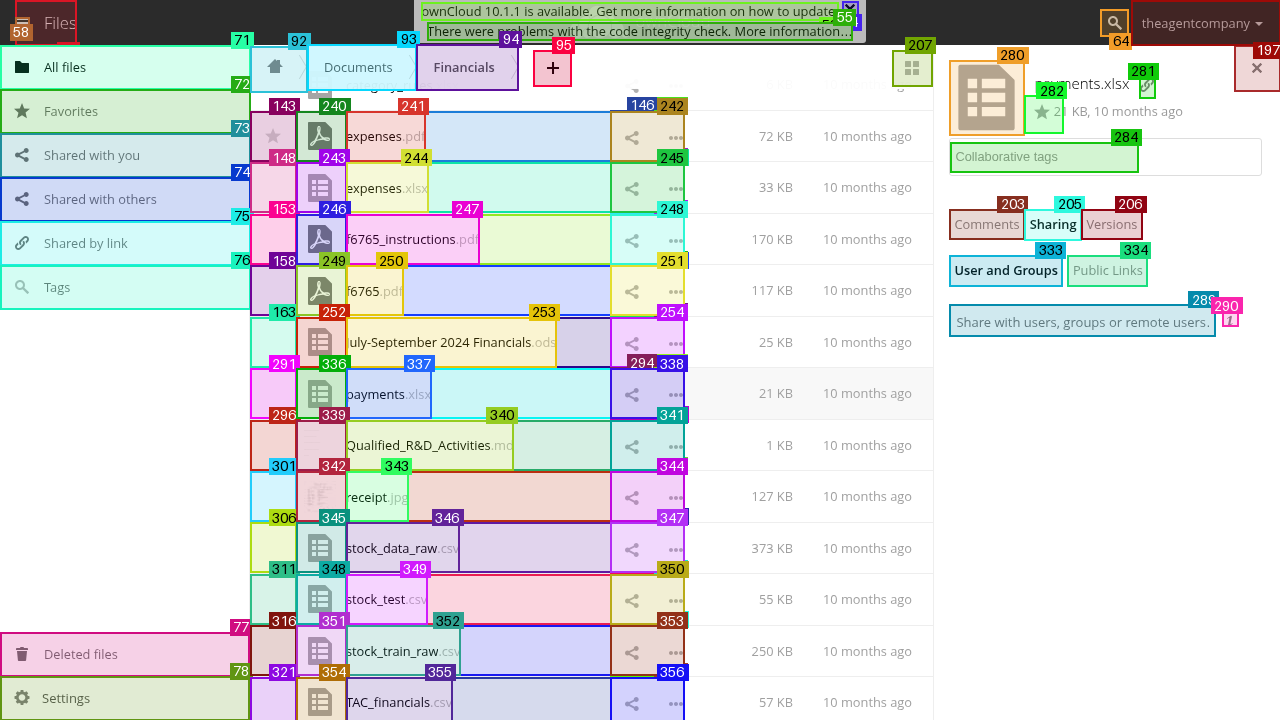 Files
ownCloud 10.1.1 is available. Get more information on how to update.
There were problems with the code integrity check. More information…
theagentcompany
58
55
64
197
71
72
73
74
75
76
77
78
All files
Favorites
Shared with you
Shared with others
Shared by link
Tags
Deleted files
Settings
92
93
94
95
207
Documents
Financials
+
143 240 241 146 242
expenses.pdf 72 KB 10 months ago
148 243 244 245
expenses.xlsx 33 KB 10 months ago
153 246 247 248
f6765_instructions.pdf 170 KB 10 months ago
158 249 250 251
f6765.pdf 117 KB 10 months ago
163 252 253 254
July-September 2024 Financials.ods 25 KB 10 months ago
291 336 337 294 338
payments.xlsx 21 KB 10 months ago
296 339 340 341
Qualified_R&D_Activities.md 1 KB 10 months ago
301 342 343 344
receipt.jpg 127 KB 10 months ago
306 345 346 347
stock_data_raw.csv 373 KB 10 months ago
311 348 349 350
stock_test.csv 55 KB 10 months ago
316 351 352 353
stock_train_raw.csv 250 KB 10 months ago
321 354 355 356
TAC_financials.csv 57 KB 10 months ago
280
281
282
284
21 KB, 10 months ago
Collaborative tags
203 205 206
Comments Sharing Versions
333 334
User and Groups Public Links
289 290
Share with users, groups or remote users…